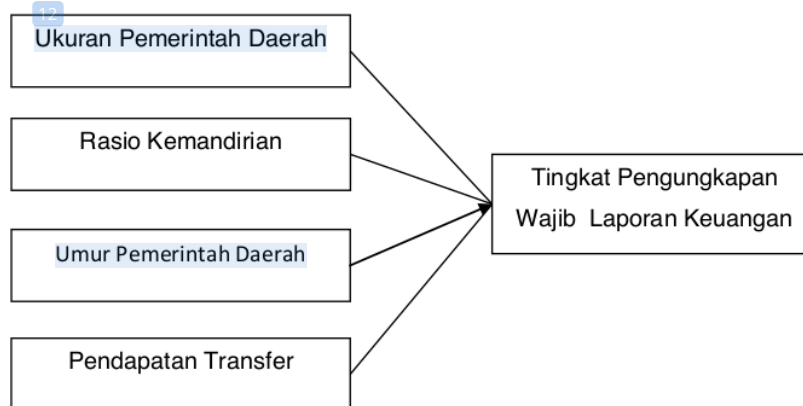 12
Ukuran Pemerintah Daerah
Rasio Kemandirian
Umur Pemerintah Daerah
Pendapatan Transfer
Tingkat Pengungkapan
Wajib Laporan Keuangan